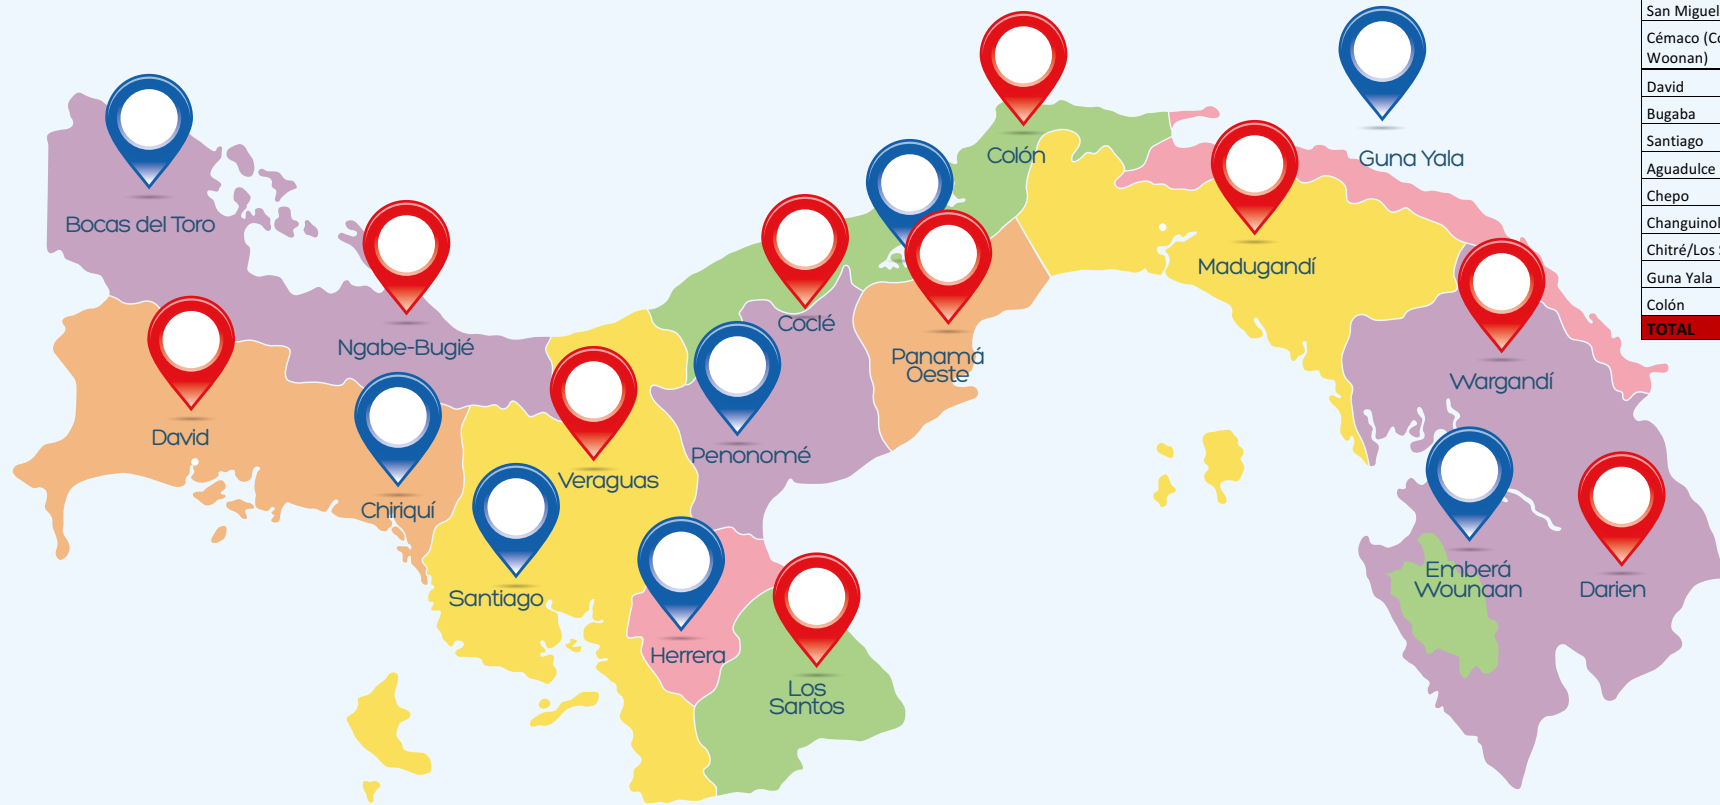 Bocas del Toro
Ngabe-Bugié
David
Chiriquí
Santiago
Veraguas
Herrera
Los
Santos
Penonomé
Coclé
Panamá
Oeste
Colón
Guna Yala
Madugandí
Wargandí
Emberá
Wounaan
Darien
San Miguel
Cémaco (Co
Woonan)
David
Bugaba
Santiago
Aguadulce
Chepo
Changuinol
Chitré/Los S
Guna Yala
Colón
TOTAL